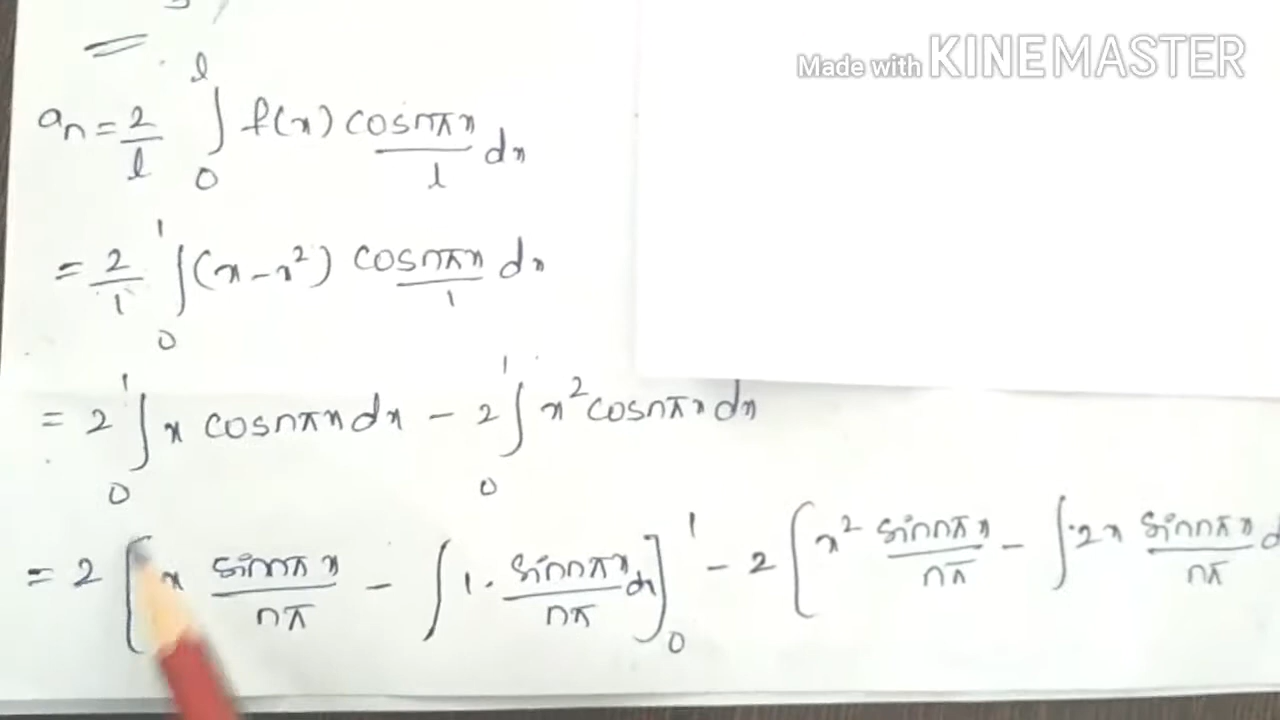 Made with KINEMASTER
=
aₙ = 2/l ∫₀ˡ f(x) cos nπx/l dx
= 2/1 ∫₀¹ (x - x²) cos nπx/1 dx
= 2 ∫₀¹ x cos nπx dx - 2 ∫₀¹ x² cos nπx dx
= 2 [x sin nπx/nπ - ∫ 1. sin nπx/nπ dx]₀¹ - 2 [x² sin nπx/nπ - ∫ .2x sin nπx/nπ d